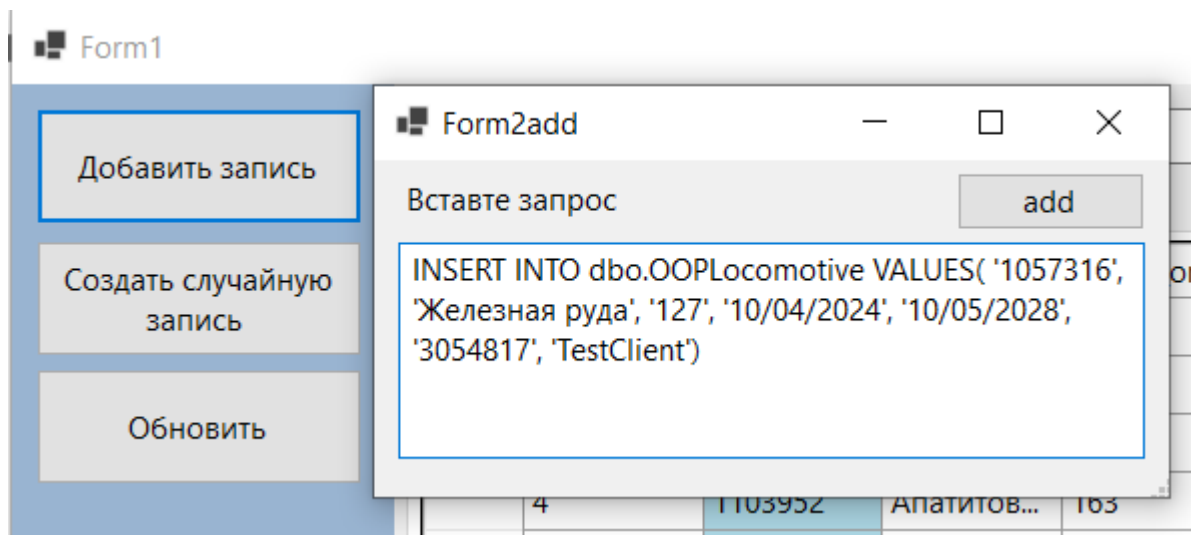 Form1
Form2add
Добавить запись
Вставте запрос
add
INSERT INTO dbo.OOPLocomotive VALUES( '1057316',
'Железная руда', '127', '10/04/2024', '10/05/2028',
'3054817', 'TestClient')
Создать случайную
запись
Обновить
4
1103952
Апатитов...
163